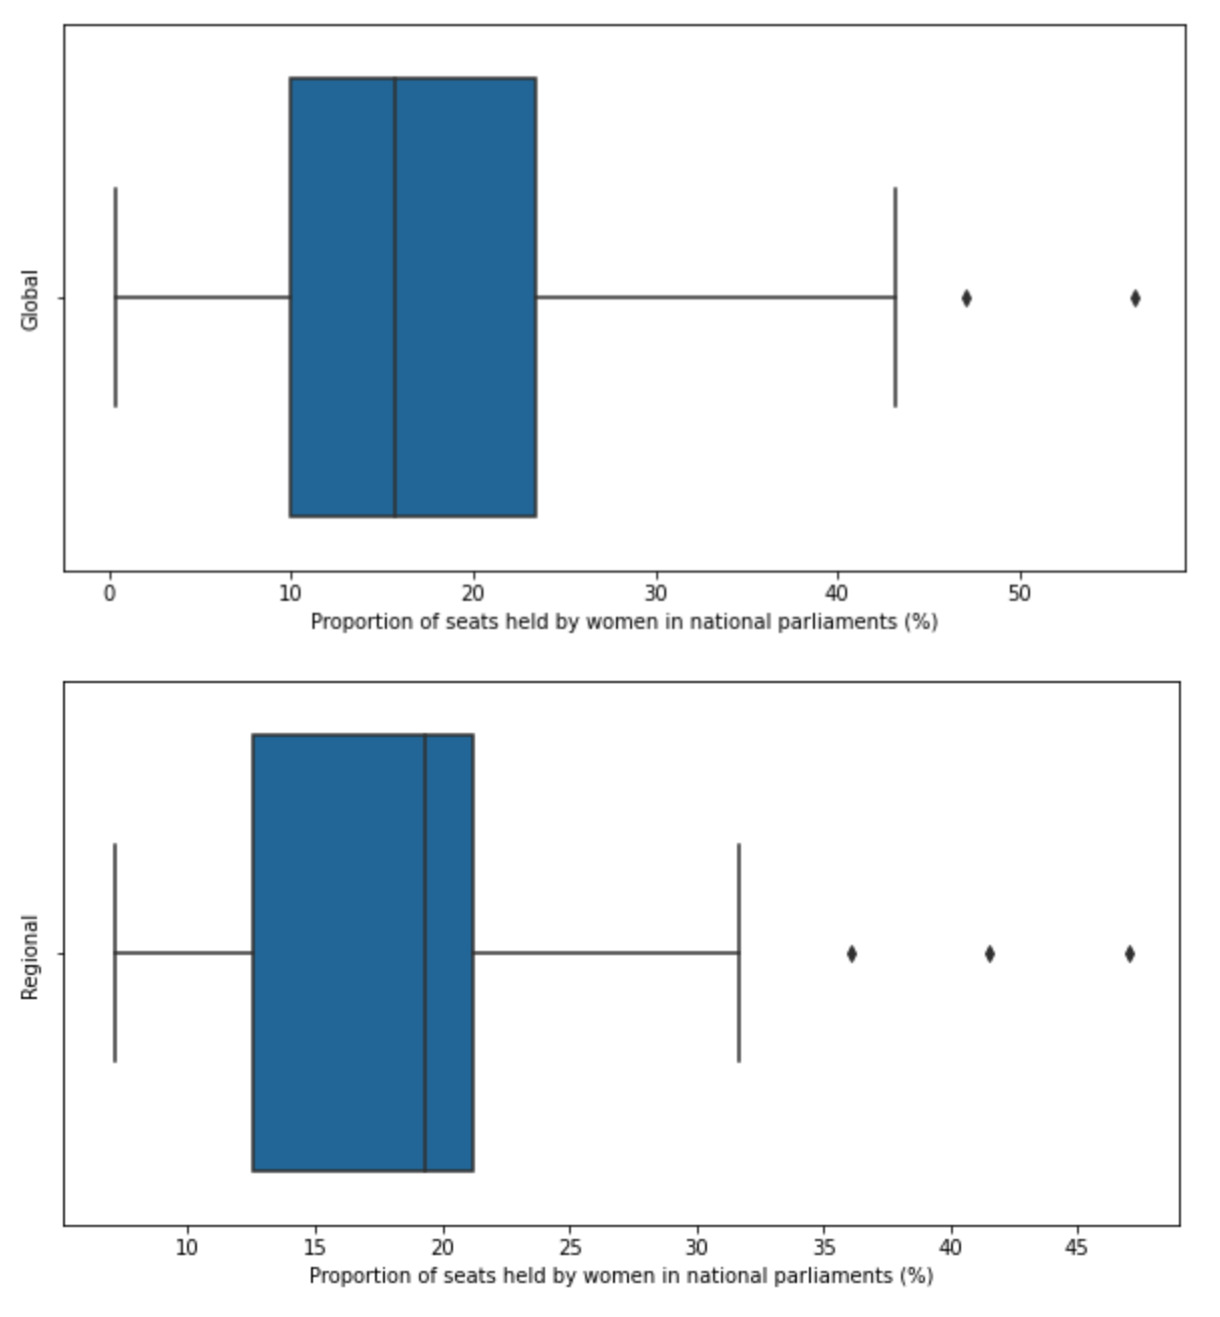 Global
0 10 20 30 40 50
Proportion of seats held by women in national parliaments (%)
Regional
10 15 20 25 30 35 40 45
Proportion of seats held by women in national parliaments (%)